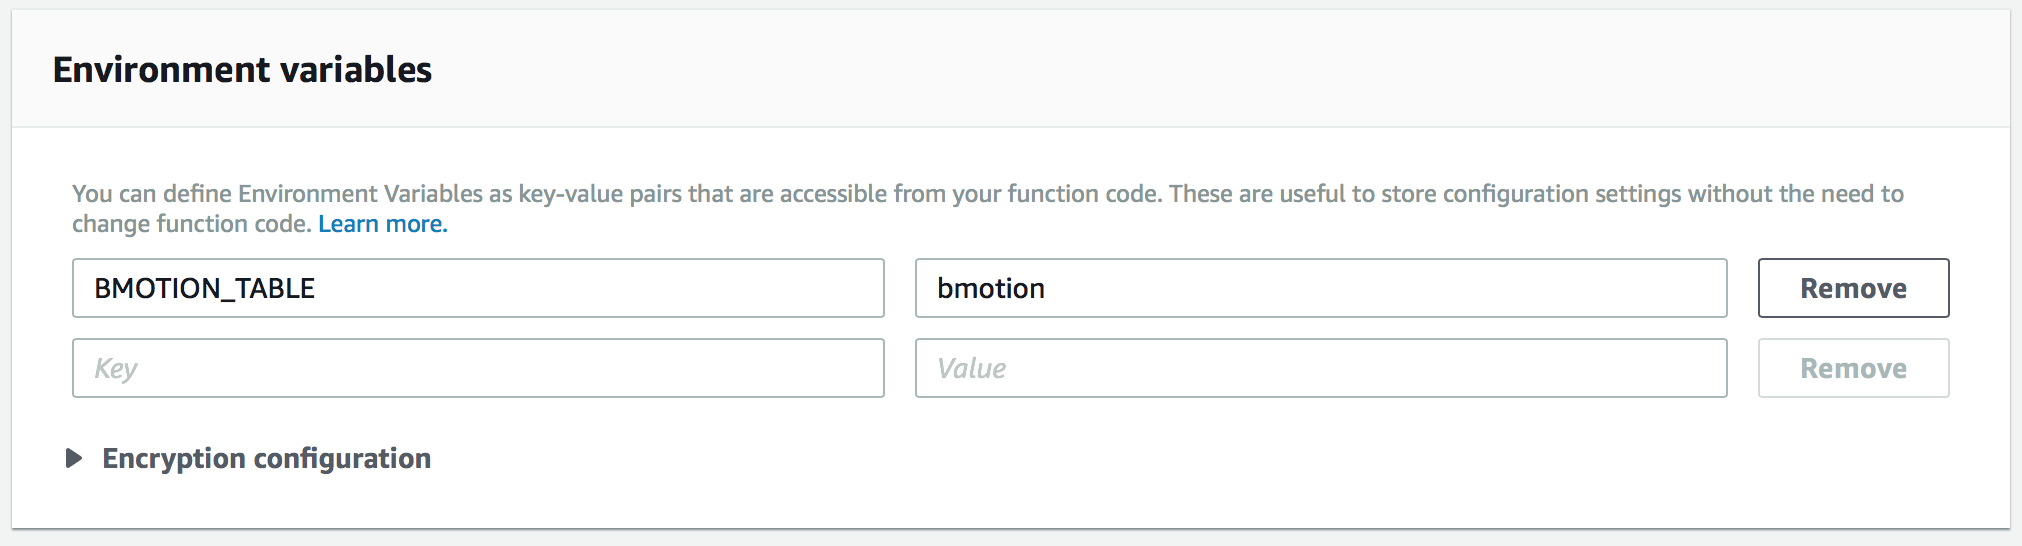 Environment variables
You can define Environment Variables as key-value pairs that are accessible from your function code. These are useful to store configuration settings without the need to
change function code. Learn more.
BMOTION_TABLE bmotion Remove
Key Value Remove
Encryption configuration